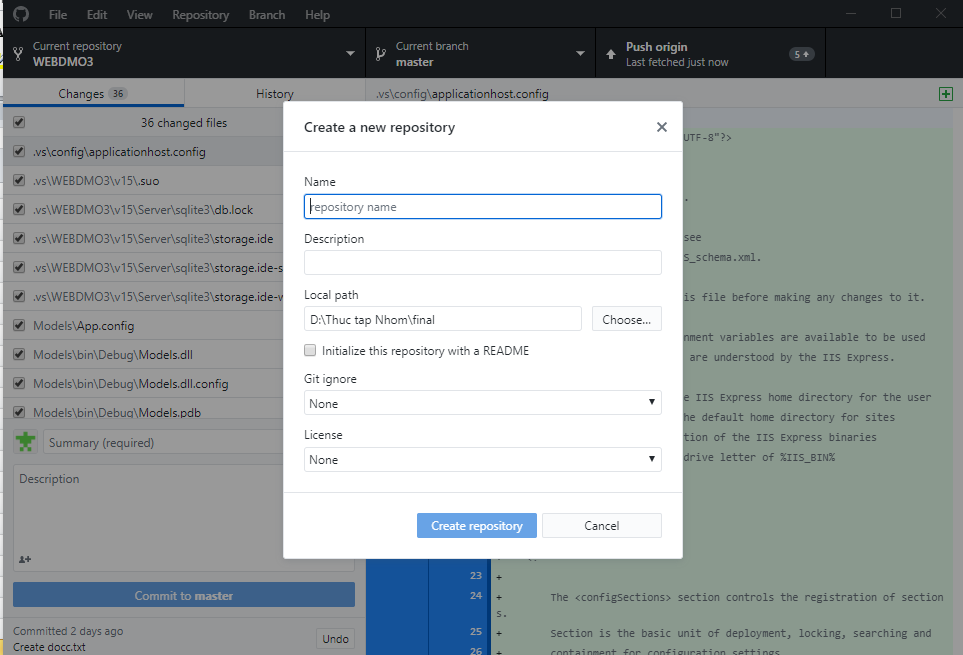 File Edit View Repository Branch Help
Current repository
WEBDMO3
Current branch
master
Push origin
Last fetched just now
5
Changes 36
History
.vs\config\applicationhost.config
36 changed files
.vs\config\applicationhost.config
.vs\WEBDMO3\v15\.suo
.vs\WEBDMO3\v15\Server\sqlite3\db.lock
.vs\WEBDMO3\v15\Server\sqlite3\storage.ide
.vs\WEBDMO3\v15\Server\sqlite3\storage.ide-s
.vs\WEBDMO3\v15\Server\sqlite3\storage.ide-w
Models\App.config
Models\bin\Debug\Models.dll
Models\bin\Debug\Models.dll.config
Models\bin\Debug\Models.pdb
Summary (required)
Description
Commit to master
Committed 2 days ago
Create docc.txt
Undo
Create a new repository
Name
repository name
Description
Local path
D:\Thuc tap Nhom\final
Choose...
Initialize this repository with a README
Git ignore
None
License
None
Create repository
Cancel
UTF-8"?>
.
see
S_schema.xml.
is file before making any changes to it.
nment variables are available to be used
are understood by the IIS Express.
e IIS Express home directory for the user
he default home directory for sites
tion of the IIS Express binaries
drive letter of %IIS_BIN%
23 +
24 + The <configSections> section controls the registration of section
s.
25 + Section is the basic unit of deployment, locking, searching and
26 + containment for configuration settings.